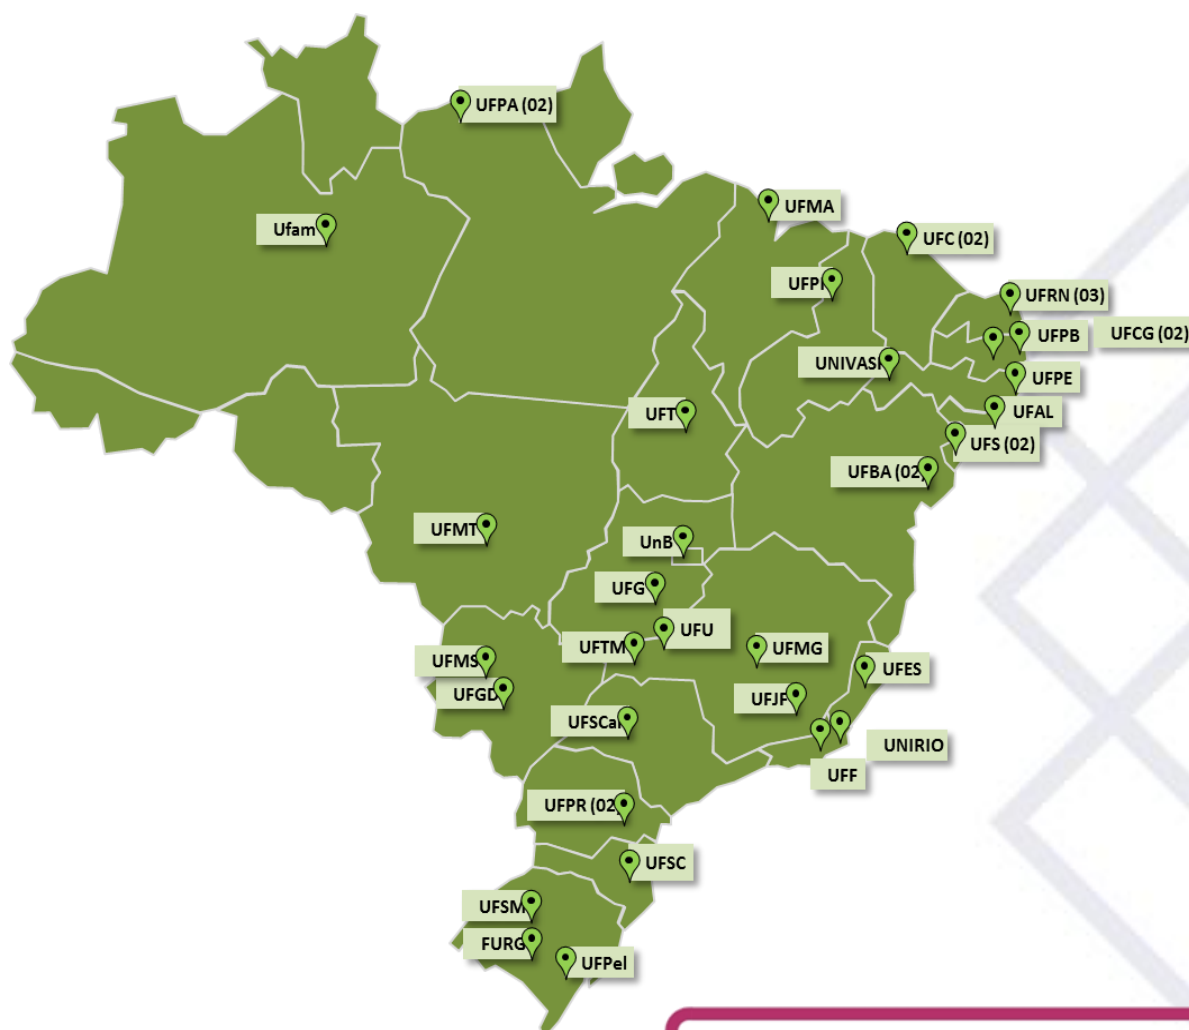 UFPA (02)
UFMA
Ufam
UFC (02)
UFPI
UFRN (03)
UFPB
UFCG (02)
UNIVASF
UFPE
UFT
UFAL
UFS (02)
UFBA (02)
UFMT
UnB
UFG
UFU
UFTM
UFMG
UFMS
UFES
UFGD
UFJF
UFSCar
UNIRIO
UFF
UFPR (02)
UFSC
UFSM
FURG
UFPel